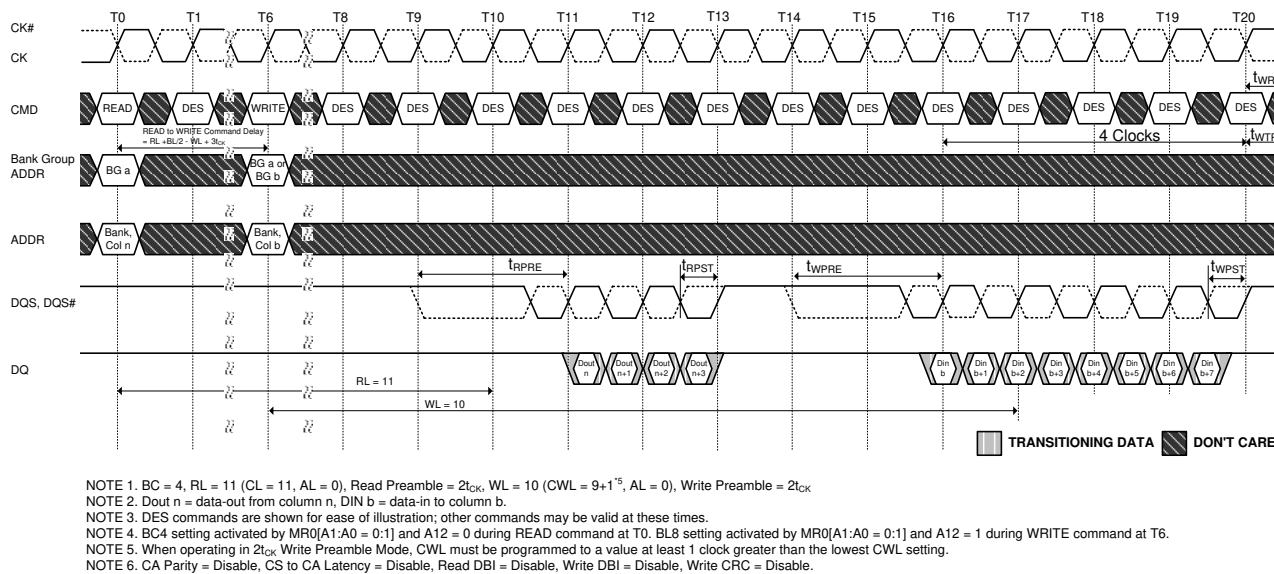 T0 T1 T6 T8 T9 T10 T11 T12 T13 T14 T15 T16 T17 T18 T19 T20
CK#
CK
tWR
CMD READ DES WRITE DES DES DES DES DES DES DES DES DES DES DES DES DES
READ to WRITE Command Delay
= RL +BL/2 - WL + 3tCK
4 Clocks tWTR
Bank Group
ADDR
BG a
BG a or
BG b
ADDR
Bank,
Col n
Bank,
Col b
tRPRE tRPST tWPRE tWPST
DQS, DQS#
DQ
Dout n Dout n+1 Dout n+2 Dout n+3 Din b Din b+1 Din b+2 Din b+3 Din b+4 Din b+5 Din b+6 Din b+7
RL = 11
WL = 10
TRANSITIONING DATA DON'T CARE
NOTE 1. BC = 4, RL = 11 (CL = 11, AL = 0), Read Preamble = 2tCK, WL = 10 (CWL = 9+1*5, AL = 0), Write Preamble = 2tCK
NOTE 2. Dout n = data-out from column n, DIN b = data-in to column b.
NOTE 3. DES commands are shown for ease of illustration; other commands may be valid at these times.
NOTE 4. BC4 setting activated by MR0[A1:A0 = 0:1] and A12 = 0 during READ command at T0. BL8 setting activated by MR0[A1:A0 = 0:1] and A12 = 1 during WRITE command at T6.
NOTE 5. When operating in 2tCK Write Preamble Mode, CWL must be programmed to a value at least 1 clock greater than the lowest CWL setting.
NOTE 6. CA Parity = Disable, CS to CA Latency = Disable, Read DBI = Disable, Write DBI = Disable, Write CRC = Disable.